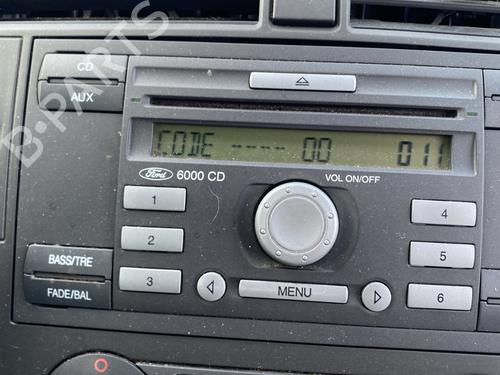 CD
AUX
CODE ---- 00 011
Ford 6000 CD
VOL ON/OFF
1
2
3
4
5
6
BASS/TRE
FADE/BAL
MENU
B-PARTS